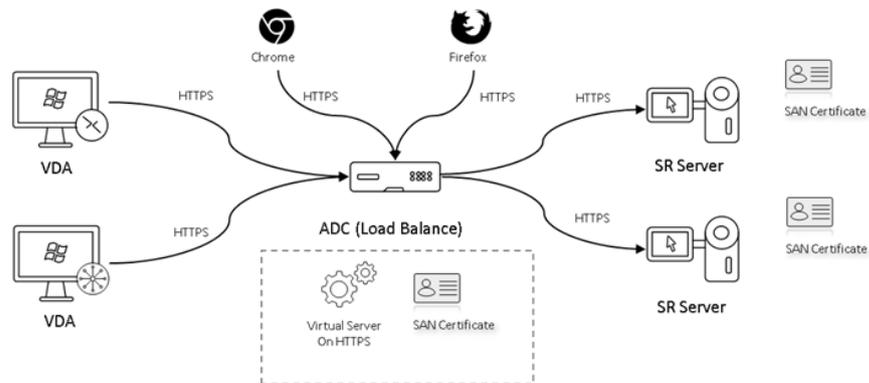 Chrome
Firefox
HTTPS
HTTPS
HTTPS
HTTPS
SAN Certificate
VDA
SR Server
ADC (Load Balance)
HTTPS
HTTPS
SAN Certificate
VDA
SR Server
Virtual Server
On HTTPS
SAN Certificate